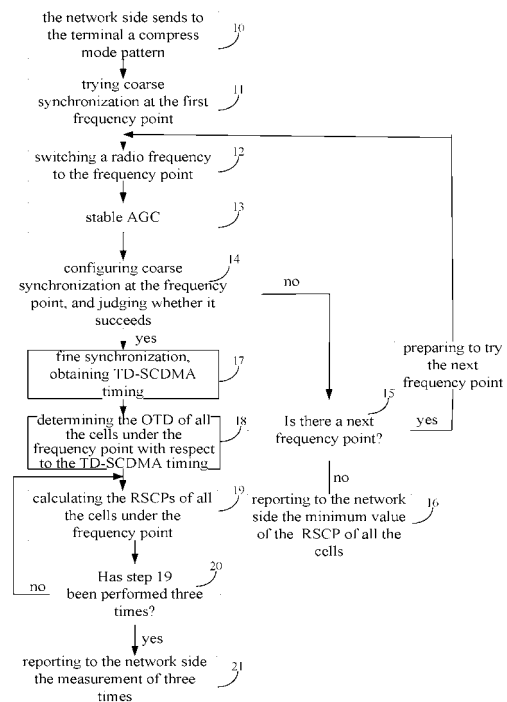 the network side sends to
the terminal a compress
mode pattern
10
trying coarse
synchronization at the first
frequency point
11
switching a radio frequency
to the frequency point
12
stable AGC
13
configuring coarse
synchronization at the frequency
point, and judging whether it
succeeds
14
no
yes
fine synchronization,
obtaining TD-SCDMA
timing
17
preparing to try
the next
frequency point
determining the OTD of all
the cells under the
frequency point with respect
to the TD-SCDMA timing
18
Is there a next
frequency point?
15
yes
no
calculating the RSCPs of all
the cells under the
frequency point
19
reporting to the network
side the minimum value
of the RSCP of all the
cells
16
Has step 19
been performed three
times?
20
no
yes
reporting to the network side
the measurement of three
times
21